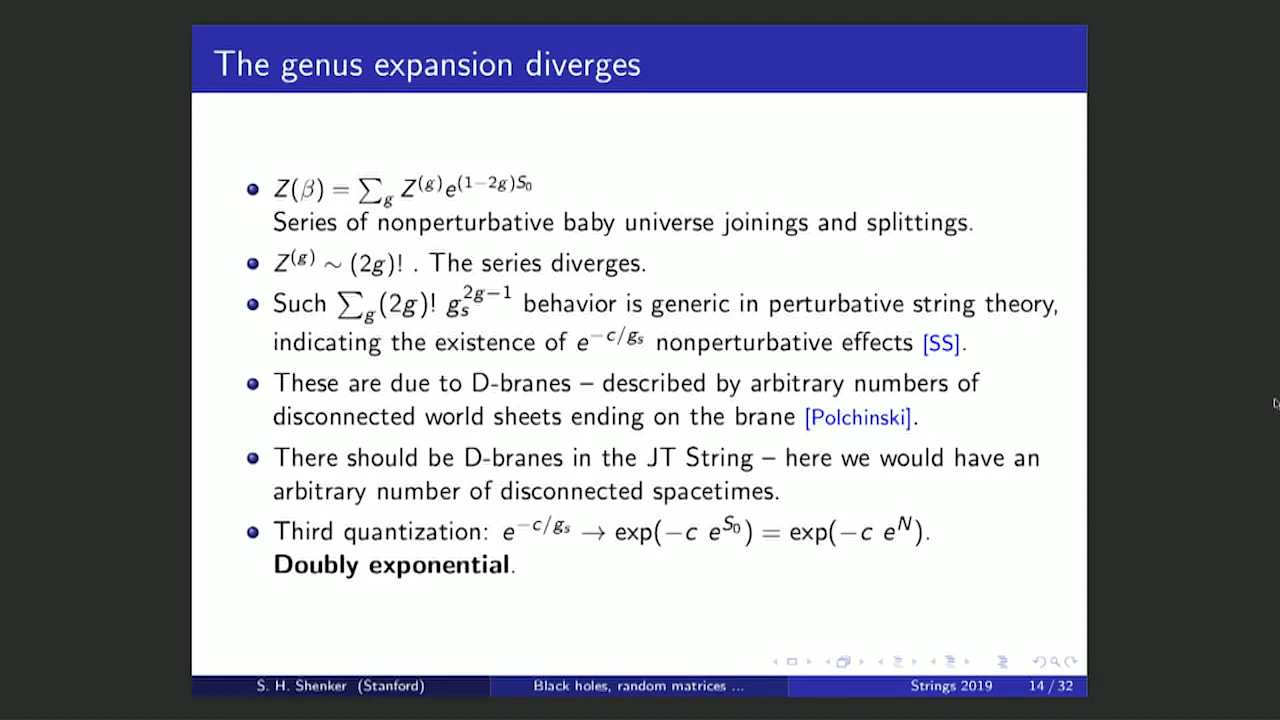 The genus expansion diverges
Z(β) = ∑_g Z^(g) e^(1−2g)S₀
Series of nonperturbative baby universe joinings and splittings.
Z^(g) ∼ (2g)! . The series diverges.
Such ∑_g(2g)! g_s^{2g−1} behavior is generic in perturbative string theory,
indicating the existence of e^{−c/g_s} nonperturbative effects [SS].
These are due to D-branes – described by arbitrary numbers of
disconnected world sheets ending on the brane [Polchinski].
There should be D-branes in the JT String – here we would have an
arbitrary number of disconnected spacetimes.
Third quantization: e^{−c/g_s} → exp(−c e^{S₀}) = exp(−c e^N).
Doubly exponential.
S. H. Shenker (Stanford) Black holes, random matrices ... Strings 2019 14 / 32